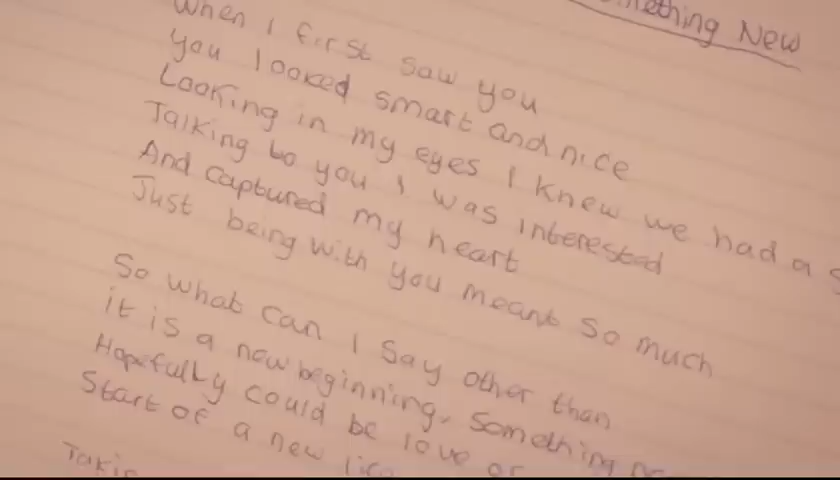 Something New
When I first saw you
you looked smart and nice
Looking in my eyes I knew we had a
Talking to you I was interested
And captured my heart
Just being with you meant so much
So what can I say other than
it is a new beginning, Something
Hopefully could be love or
Start of a new